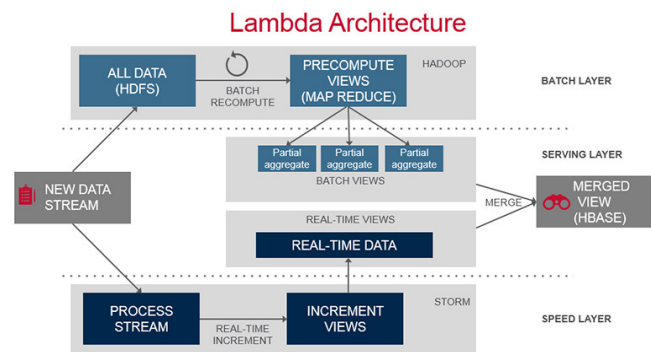 Lambda Architecture
ALL DATA
(HDFS)
BATCH
RECOMPUTE
PRECOMPUTE
VIEWS
(MAP REDUCE)
HADOOP
BATCH LAYER
Partial
aggregate
Partial
aggregate
Partial
aggregate
BATCH VIEWS
SERVING LAYER
NEW DATA
STREAM
MERGE
MERGED
VIEW
(HBASE)
REAL-TIME VIEWS
REAL-TIME DATA
PROCESS
STREAM
REAL-TIME
INCREMENT
INCREMENT
VIEWS
STORM
SPEED LAYER